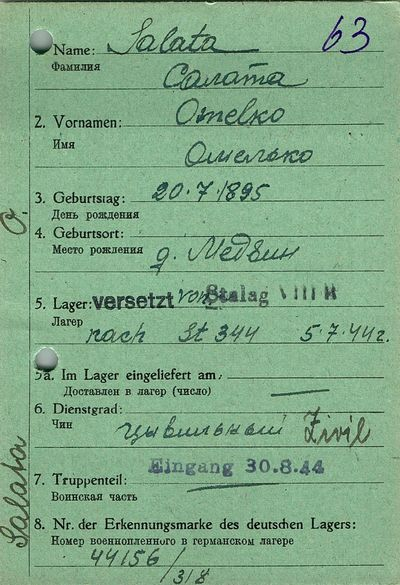 63
Name: Salata
Фамилия Салата
2. Vornamen: Omelko
Имя Омелько
3. Geburtstag: 20.7.1895
День рождения
4. Geburtsort:
Место рождения д. Медвин
5. Lager: versetzt von Stalag VIII B
Лагерь nach St 344 5.7.44г.
5a. Im Lager eingeliefert am
Доставлен в лагерь (число) —
6. Dienstgrad:
Чин цывильный Zivil
Eingang 30.8.44
7. Truppenteil: —
Воинская часть
8. Nr. der Erkennungsmarke des deutschen Lagers:
Номер военнопленного в германском лагере
44156/318
O.
Salata